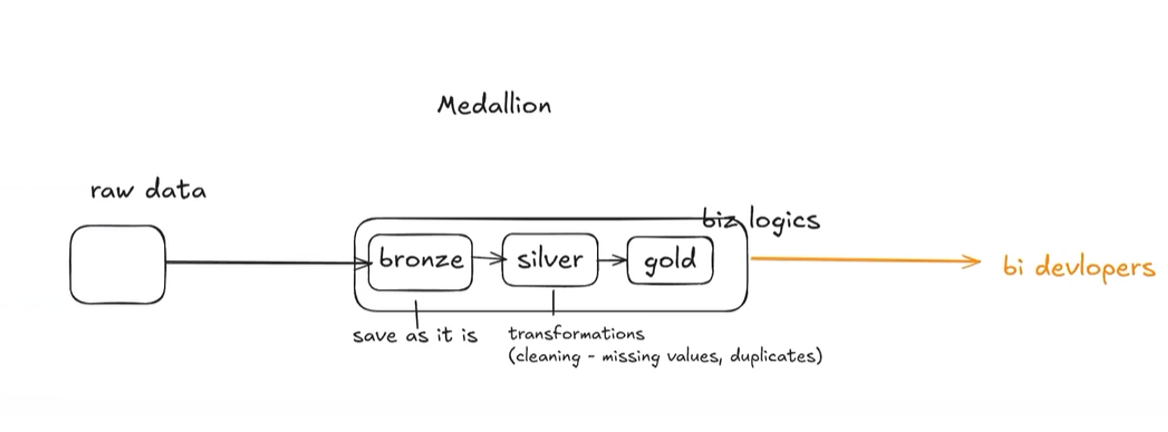 Medallion
raw data
biz logics
bronze
silver
gold
bi devlopers
save as it is
transformations
(cleaning - missing values, duplicates)